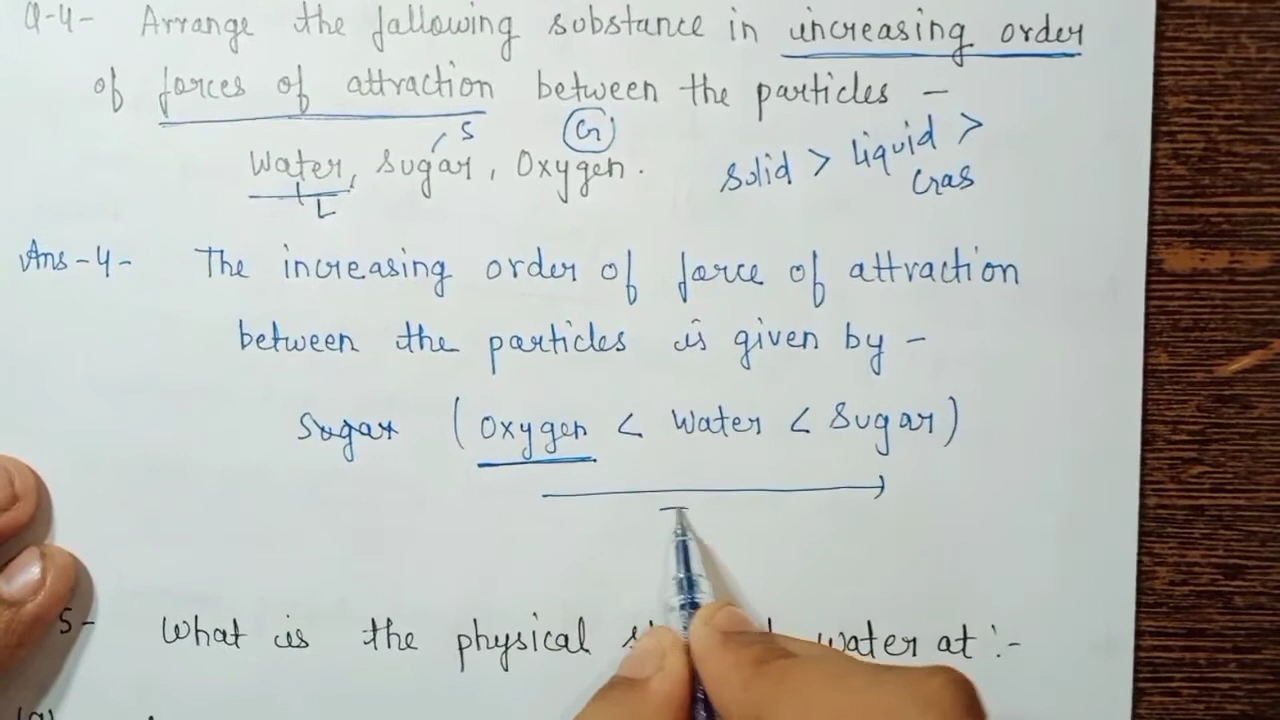 Q-4- Arrange the fallowing substance in increasing order
of forces of attraction between the particles -
S G
Water, Sugar, Oxygen. Solid > liquid >
L Gas
Ans-4- The increasing order of force of attraction
between the particles is given by -
Sugar (Oxygen < Water < Sugar)
5- What is the physical water at :-
(a)